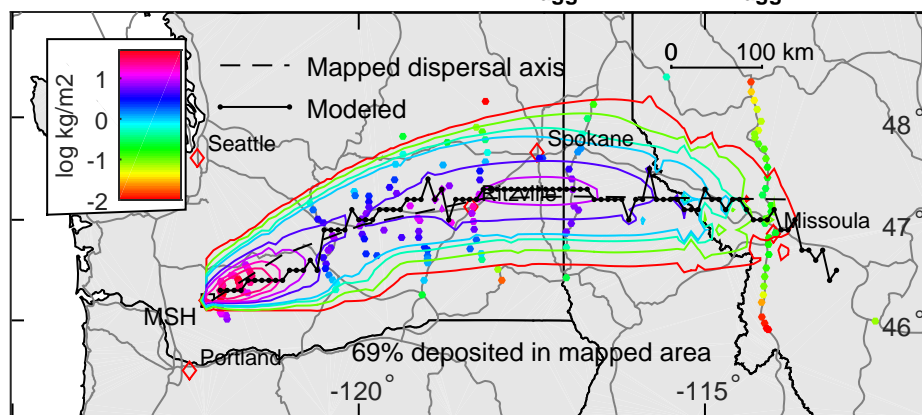 0 100 km
Mapped dispersal axis
Modeled
log kg/m2
1
0
-1
-2
Seattle
Spokane
48°
Ritzville
Missoula
47°
MSH
46°
Portland
69% deposited in mapped area
-120°
-115°